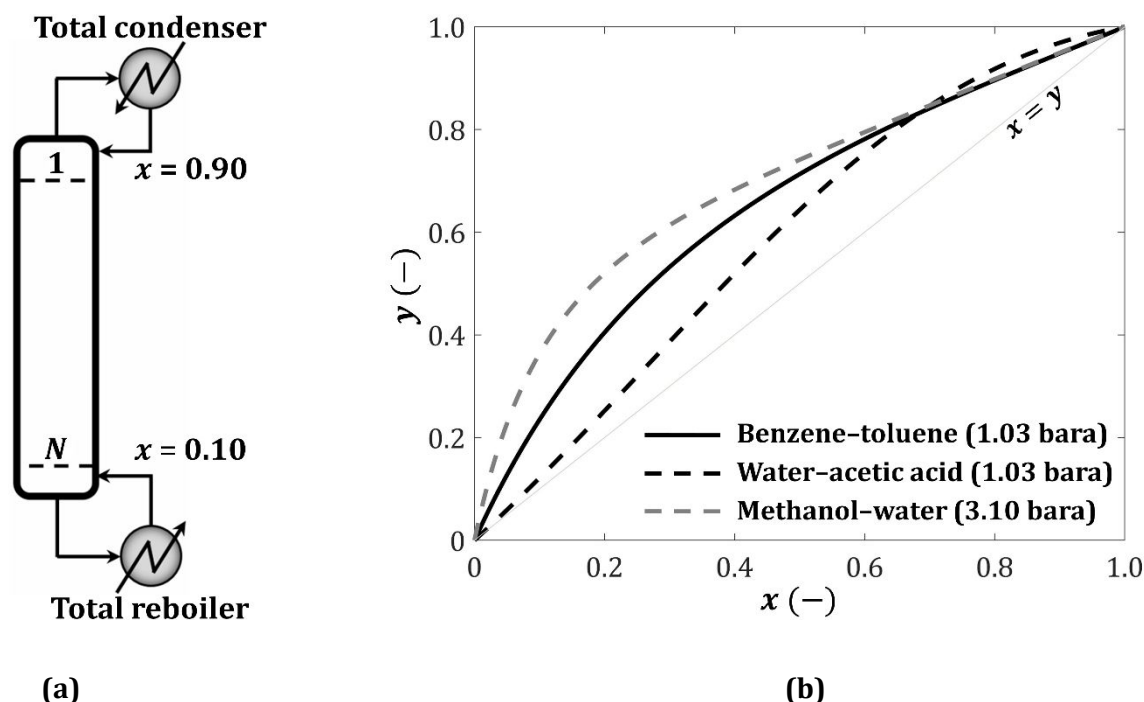 Total condenser
1
x = 0.90
N
x = 0.10
Total reboiler
(a)
1.0
0.8
0.6
0.4
0.2
0
y (−)
x = y
Benzene–toluene (1.03 bara)
Water–acetic acid (1.03 bara)
Methanol–water (3.10 bara)
0 0.2 0.4 0.6 0.8 1.0
x (−)
(b)